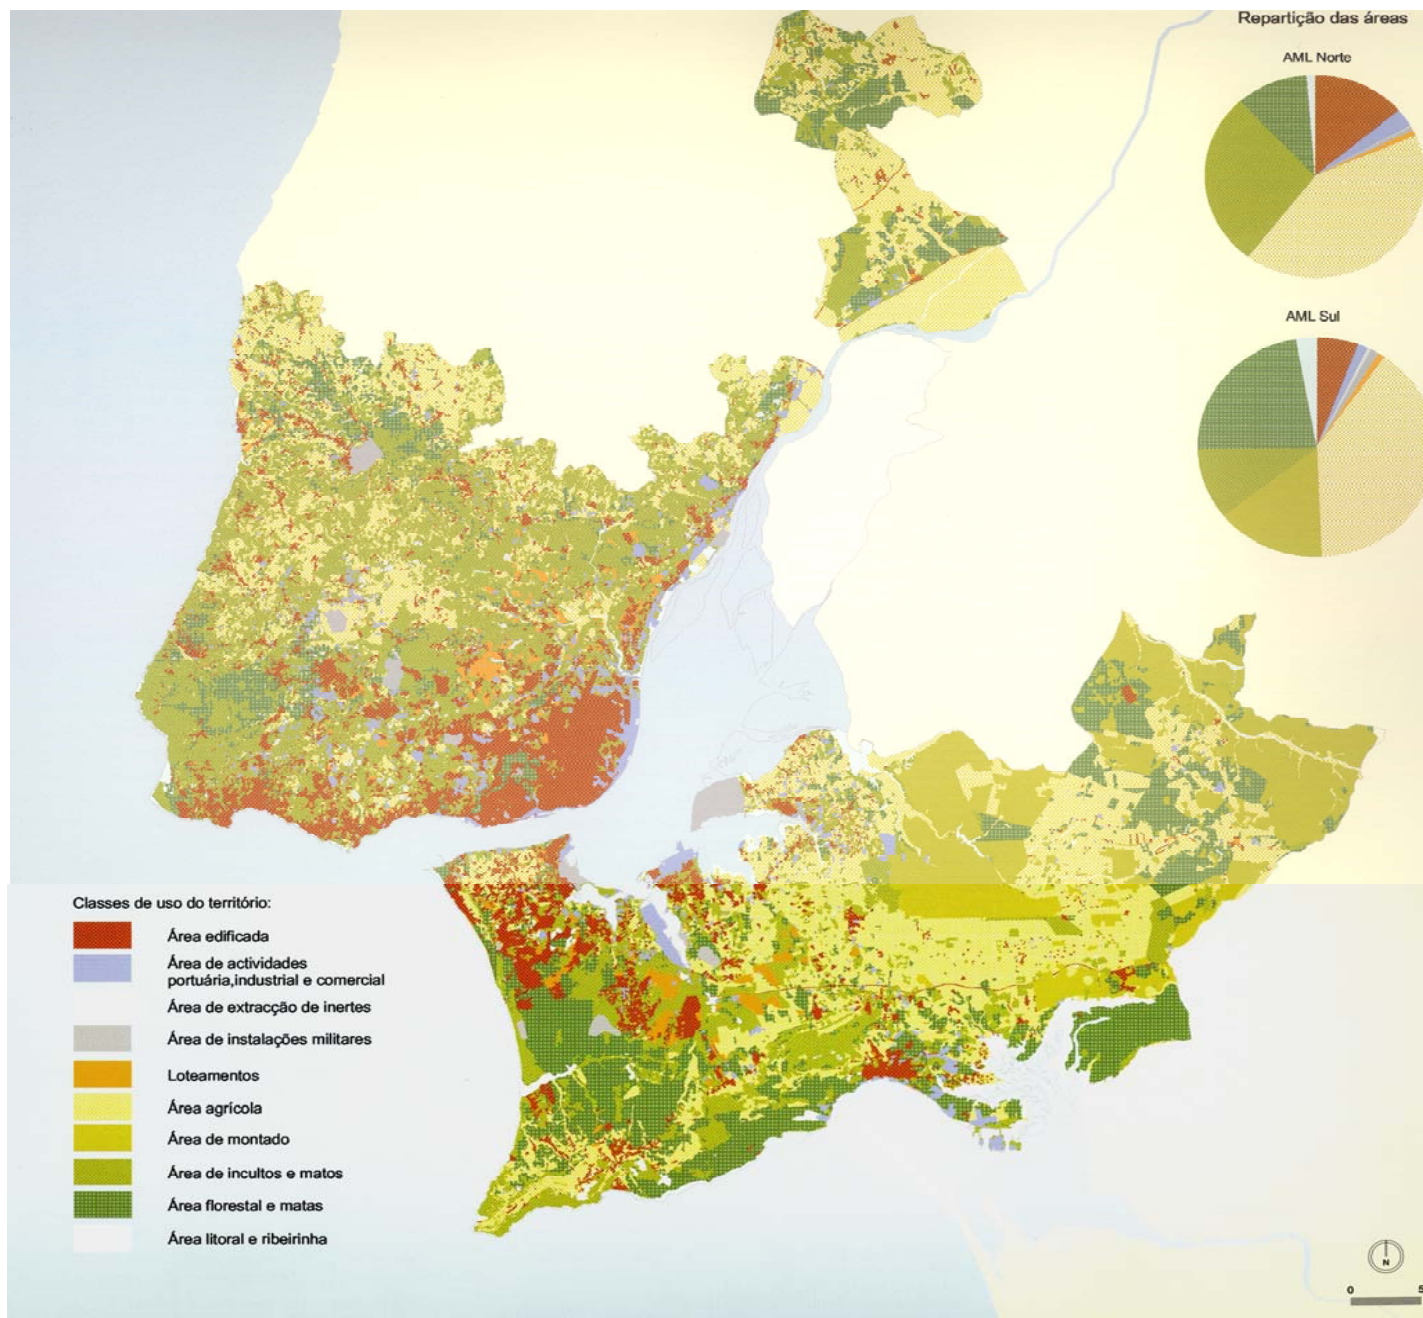 Repartição das áreas
AML Norte
AML Sul
Classes de uso do território:
Área edificada
Área de actividades
portuária,industrial e comercial
Área de extracção de inertes
Área de instalações militares
Loteamentos
Área agrícola
Área de montado
Área de incultos e matos
Área florestal e matas
Área litoral e ribeirinha
N
0 5